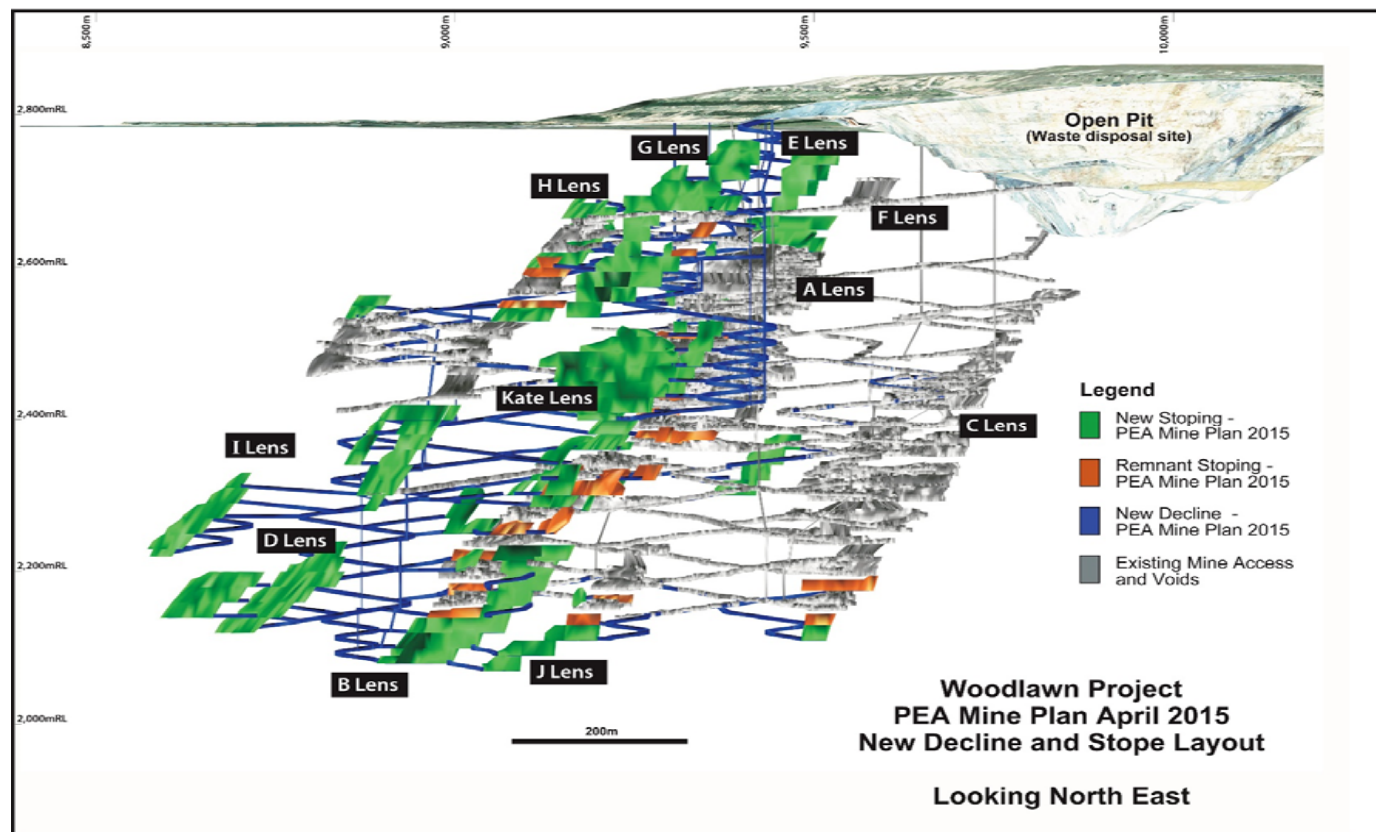 8,500m
9,000m
9,500m
10,000m
2,800mRL
Open Pit
(Waste disposal site)
G Lens
E Lens
H Lens
F Lens
2,600mRL
A Lens
Legend
New Stoping -
PEA Mine Plan 2015
Kate Lens
2,400mRL
C Lens
I Lens
Remnant Stoping -
PEA Mine Plan 2015
New Decline -
PEA Mine Plan 2015
D Lens
2,200mRL
Existing Mine Access
and Voids
B Lens
J Lens
2,000mRL
200m
Woodlawn Project
PEA Mine Plan April 2015
New Decline and Stope Layout
Looking North East